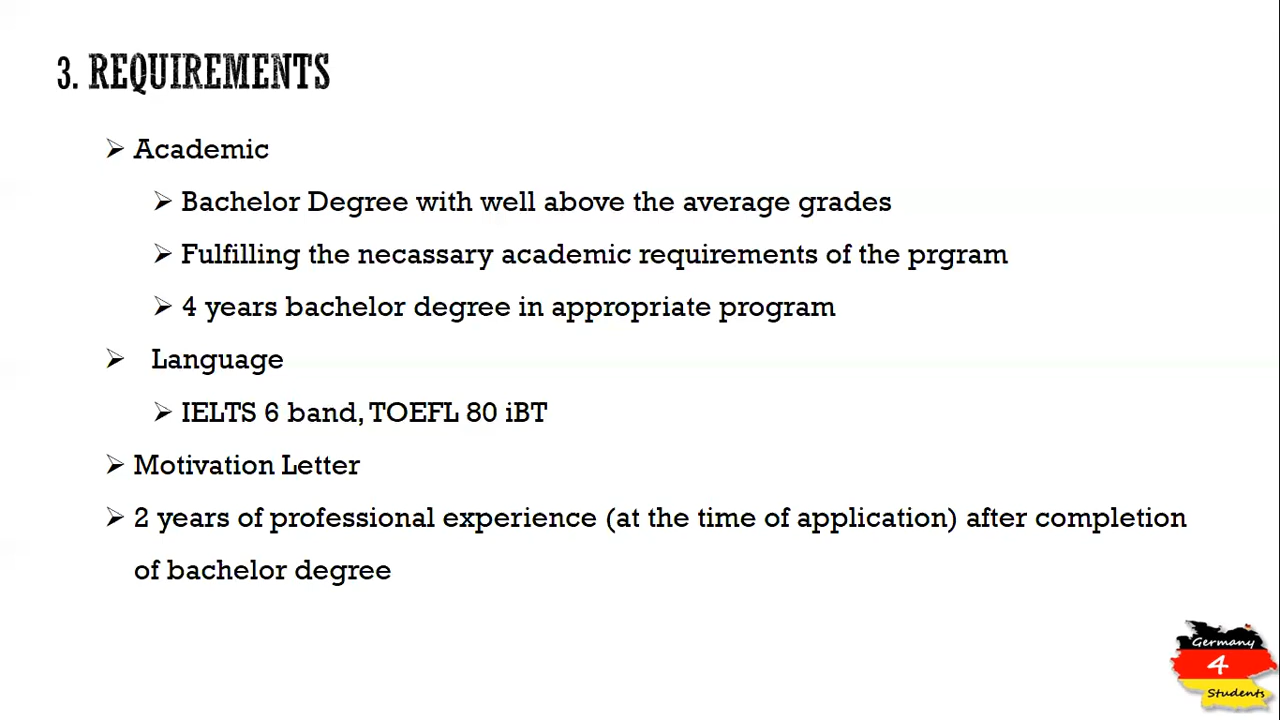 3. REQUIREMENTS
➢ Academic
➢ Bachelor Degree with well above the average grades
➢ Fulfilling the necassary academic requirements of the prgram
➢ 4 years bachelor degree in appropriate program
➢ Language
➢ IELTS 6 band, TOEFL 80 iBT
➢ Motivation Letter
➢ 2 years of professional experience (at the time of application) after completion
of bachelor degree
Germany
4
Students